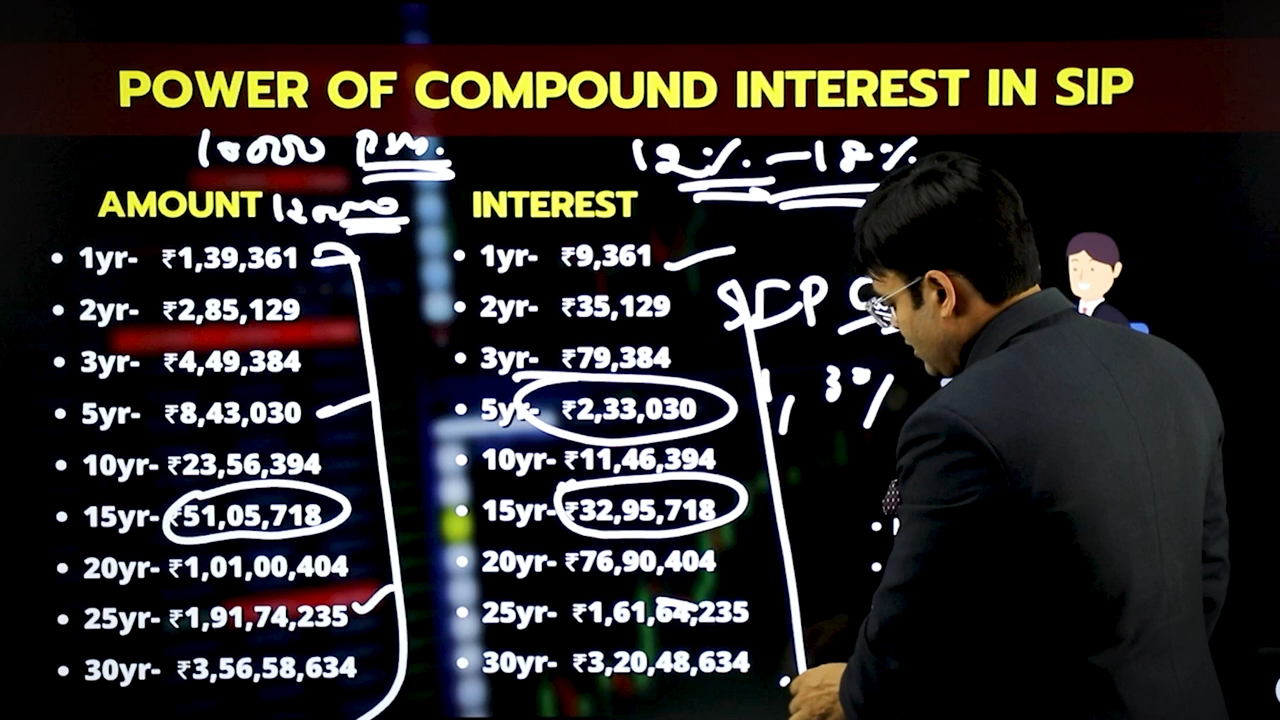 POWER OF COMPOUND INTEREST IN SIP
10000 P.m.
12% - 18%
AMOUNT
INTEREST
• 1yr- ₹1,39,361
• 2yr- ₹2,85,129
• 3yr- ₹4,49,384
• 5yr- ₹8,43,030
• 10yr- ₹23,56,394
• 15yr- ₹51,05,718
• 20yr- ₹1,01,00,404
• 25yr- ₹1,91,74,235
• 30yr- ₹3,56,58,634
• 1yr- ₹9,361
• 2yr- ₹35,129
• 3yr- ₹79,384
• 5yr- ₹2,33,030
• 10yr- ₹11,46,394
• 15yr- ₹32,95,718
• 20yr- ₹76,90,404
• 25yr- ₹1,61,64,235
• 30yr- ₹3,20,48,634